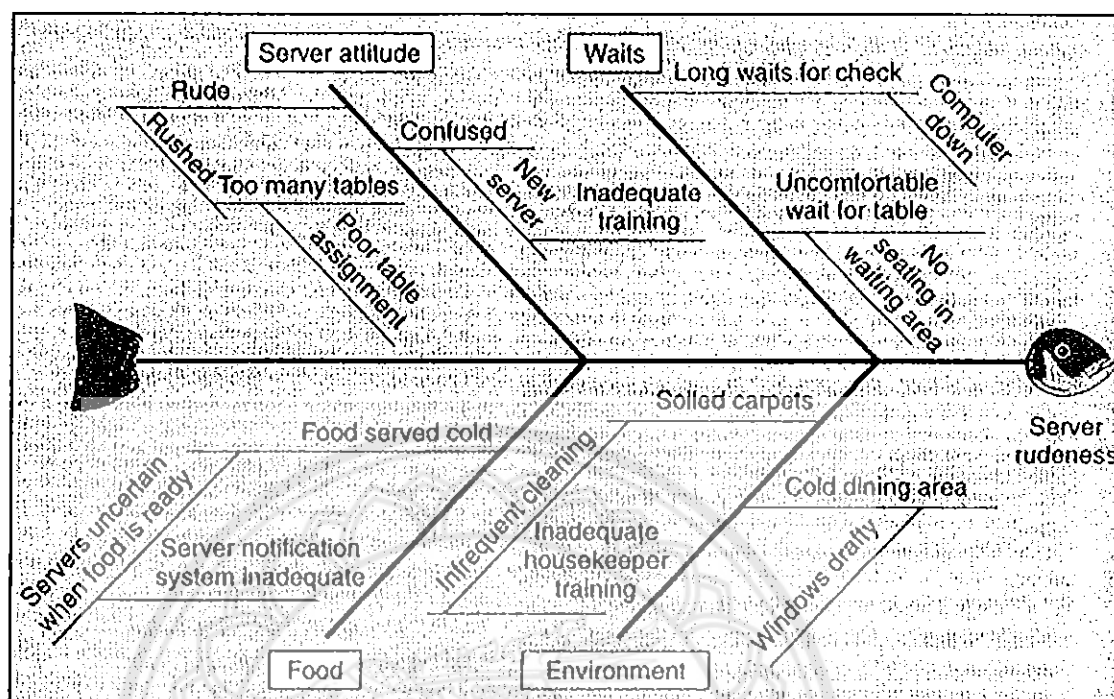 Server attitude
Waits
Rude
Rushed
Too many tables
Poor table
assignment
Confused
New
server
Inadequate
training
Long waits for check
Computer
down
Uncomfortable
wait for table
No
seating in
waiting area
Server
rudeness
Food served cold
Servers uncertain
when food is ready
Server notification
system inadequate
Soiled carpets
Infrequent cleaning
Inadequate
housekeeper
training
Cold dining area
Windows drafty
Food
Environment